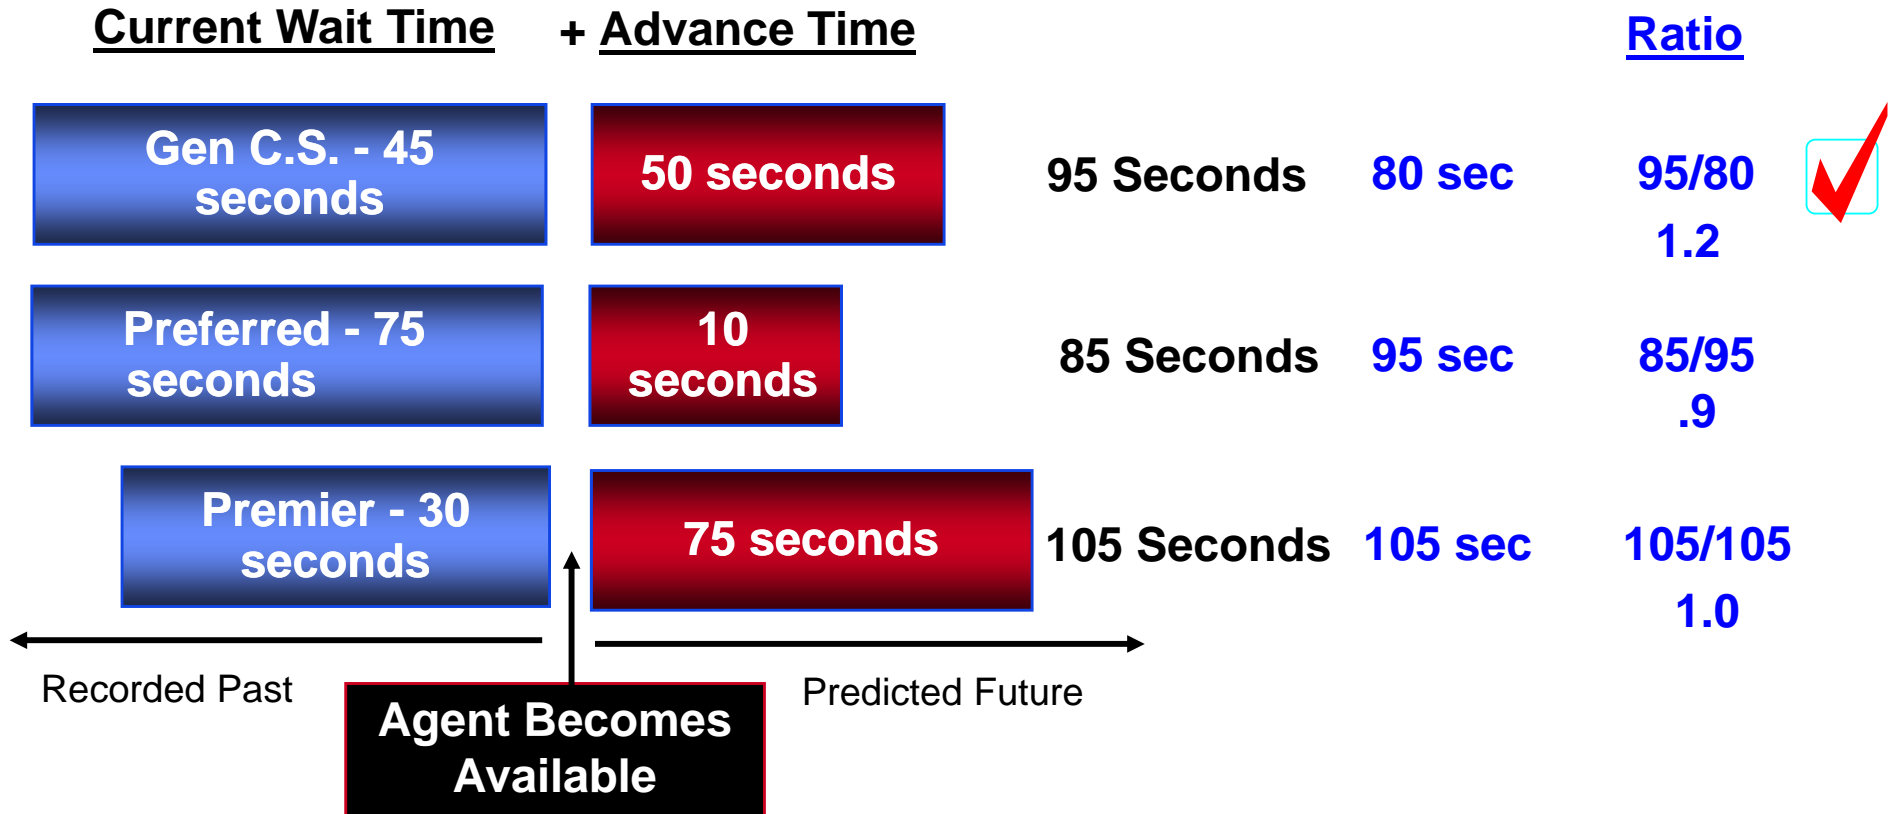 Current Wait Time + Advance Time Ratio
Gen C.S. - 45
seconds
50 seconds
95 Seconds
80 sec
95/80
1.2
Preferred - 75
seconds
10
seconds
85 Seconds
95 sec
85/95
.9
Premier - 30
seconds
75 seconds
105 Seconds
105 sec
105/105
1.0
Recorded Past
Predicted Future
Agent Becomes
Available